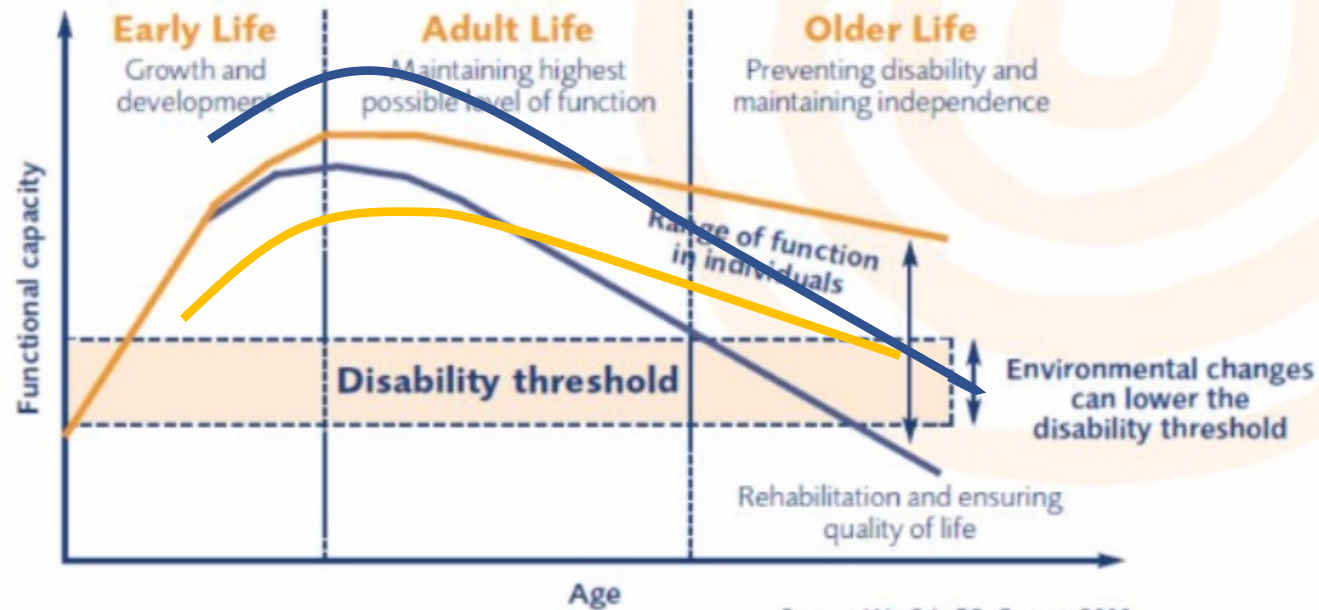 Early Life
Growth and
development
Adult Life
Maintaining highest
possible level of function
Older Life
Preventing disability and
maintaining independence
Functional capacity
Range of function
in individuals
Disability threshold
Environmental changes
can lower the
disability threshold
Rehabilitation and ensuring
quality of life
Age